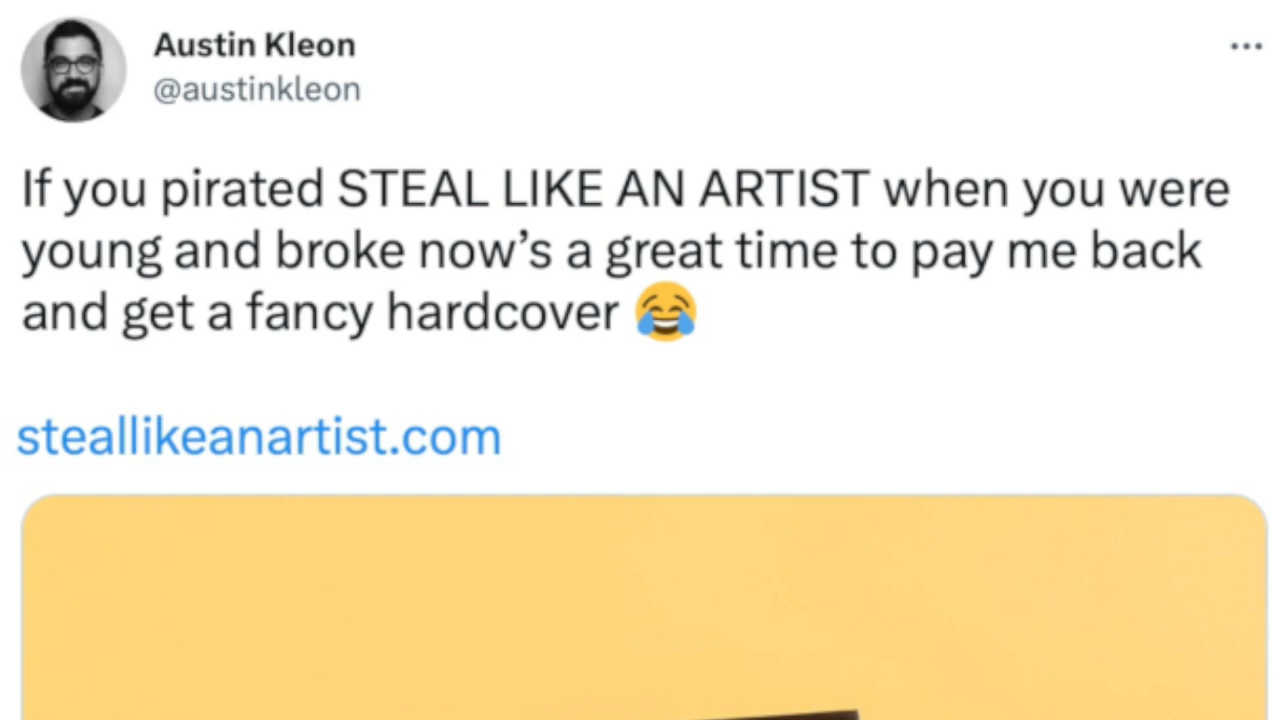 Austin Kleon
@austinkleon
If you pirated STEAL LIKE AN ARTIST when you were
young and broke now’s a great time to pay me back
and get a fancy hardcover 😂
steallikeanartist.com